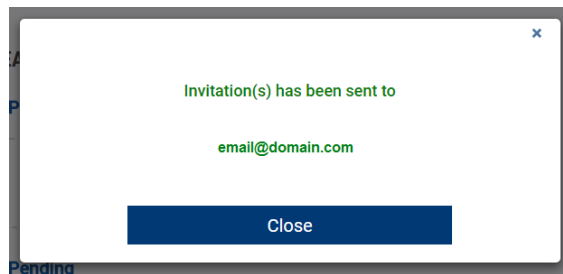 ×
Invitation(s) has been sent to
email@domain.com
Close
Pending